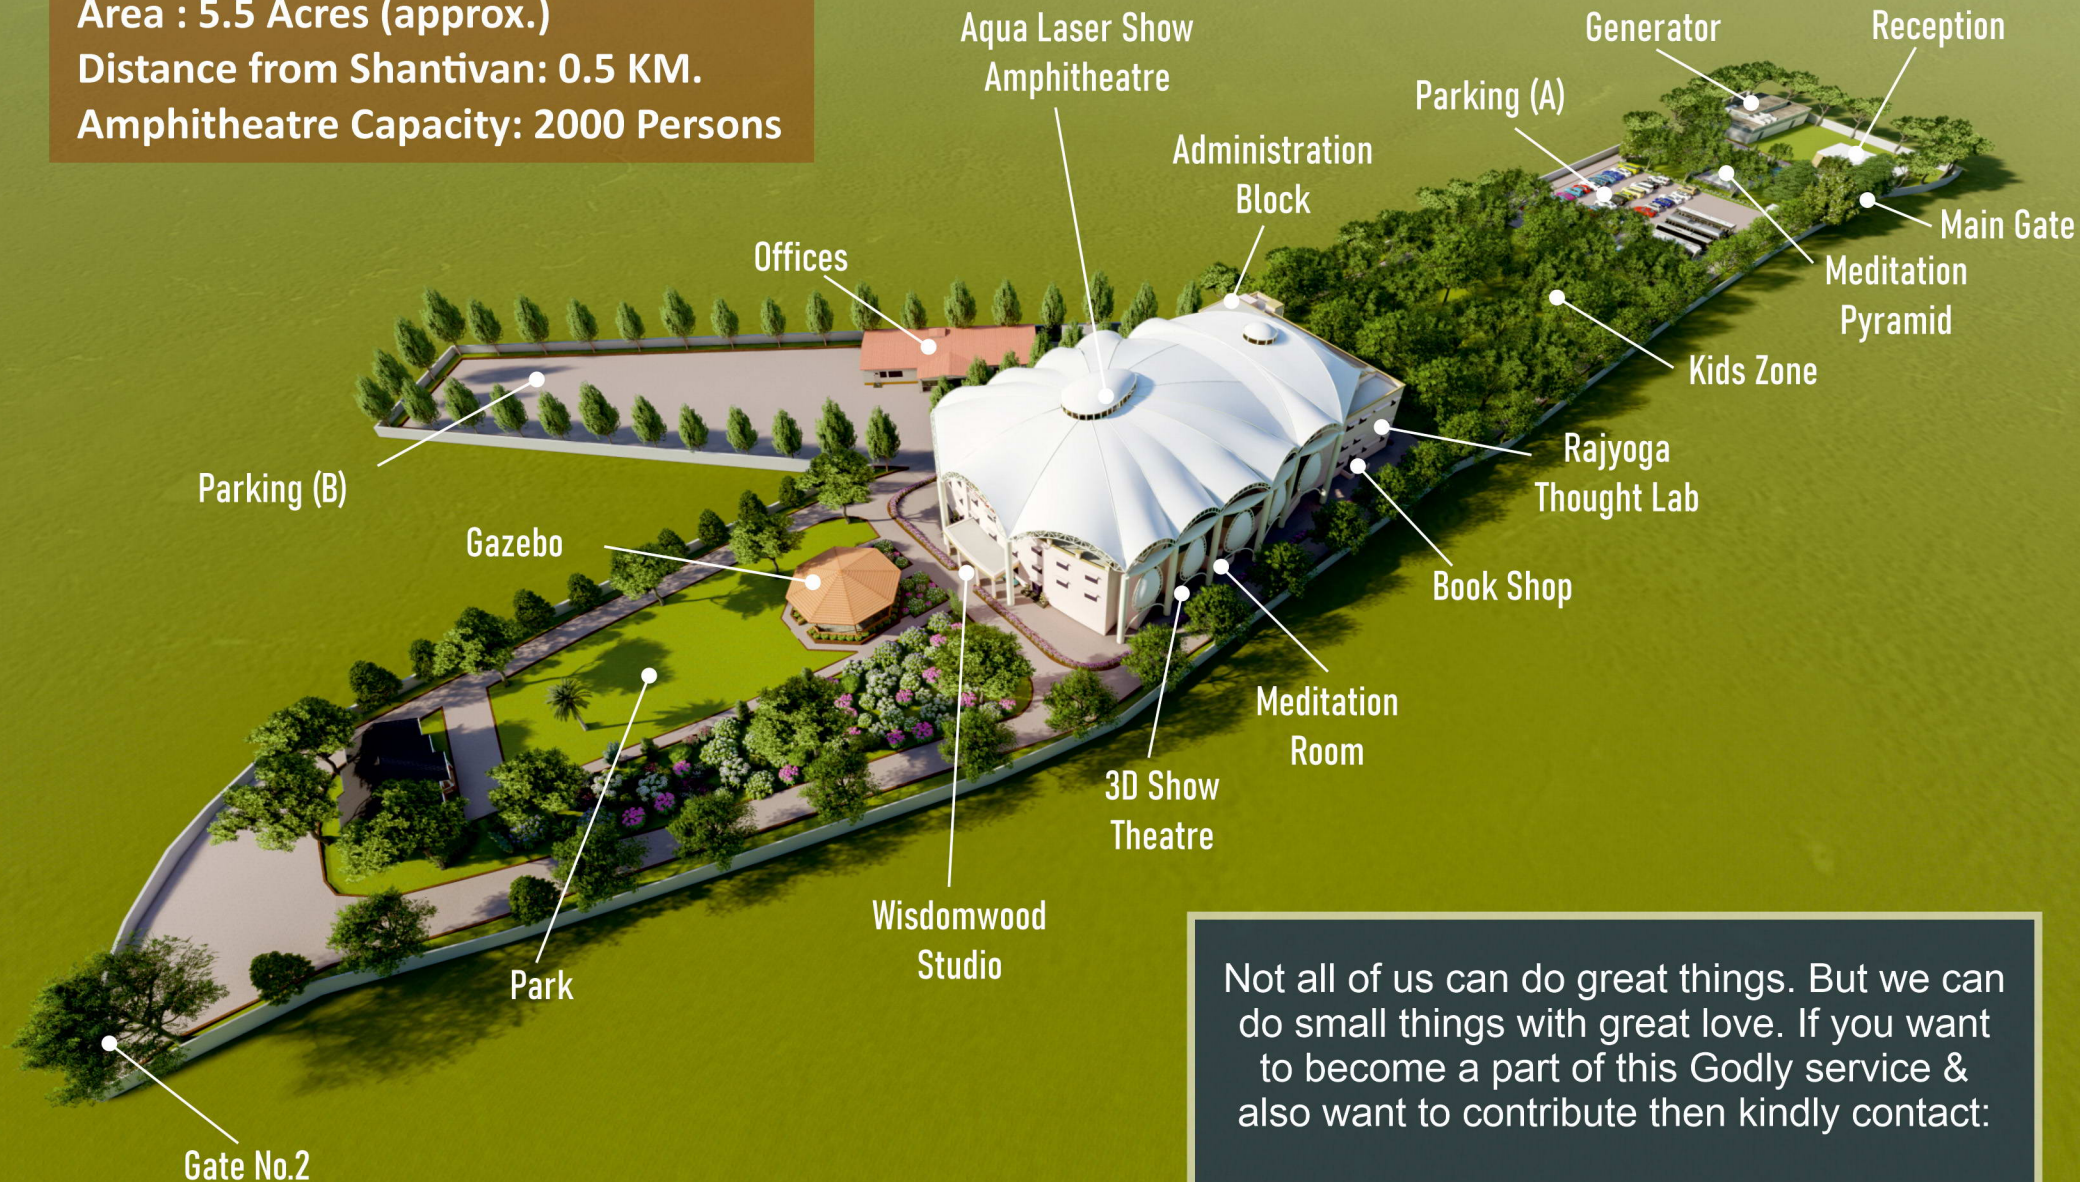 Area : 5.5 Acres (approx.)
Distance from Shantivan: 0.5 KM.
Amphitheatre Capacity: 2000 Persons
Aqua Laser Show
Amphitheatre
Generator
Reception
Parking (A)
Administration
Block
Main Gate
Offices
Meditation
Pyramid
Kids Zone
Rajyoga
Thought Lab
Parking (B)
Gazebo
Book Shop
Meditation
Room
3D Show
Theatre
Wisdomwood
Studio
Park
Gate No.2
Not all of us can do great things. But we can
do small things with great love. If you want
to become a part of this Godly service &
also want to contribute then kindly contact: